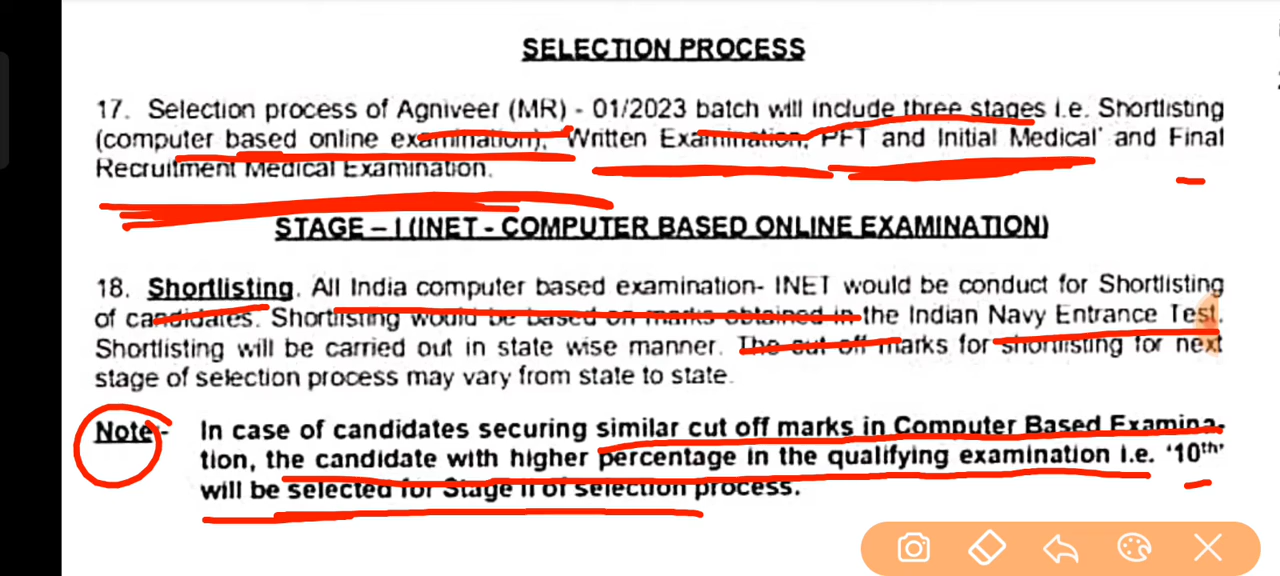 SELECTION PROCESS
17. Selection process of Agniveer (MR) - 01/2023 batch will include three stages i.e. Shortlisting
(computer based online examination), Written Examination, 'PFT and Initial Medical' and Final
Recruitment Medical Examination.
STAGE – I (INET - COMPUTER BASED ONLINE EXAMINATION)
18. Shortlisting. All India computer based examination- INET would be conduct for Shortlisting
of candidates. Shortlisting would be based on marks obtained in the Indian Navy Entrance Test.
Shortlisting will be carried out in state wise manner. The cut off marks for shortlisting for next
stage of selection process may vary from state to state.
Note:- In case of candidates securing similar cut off marks in Computer Based Examina-
tion, the candidate with higher percentage in the qualifying examination i.e. '10th'
will be selected for Stage II of selection process.